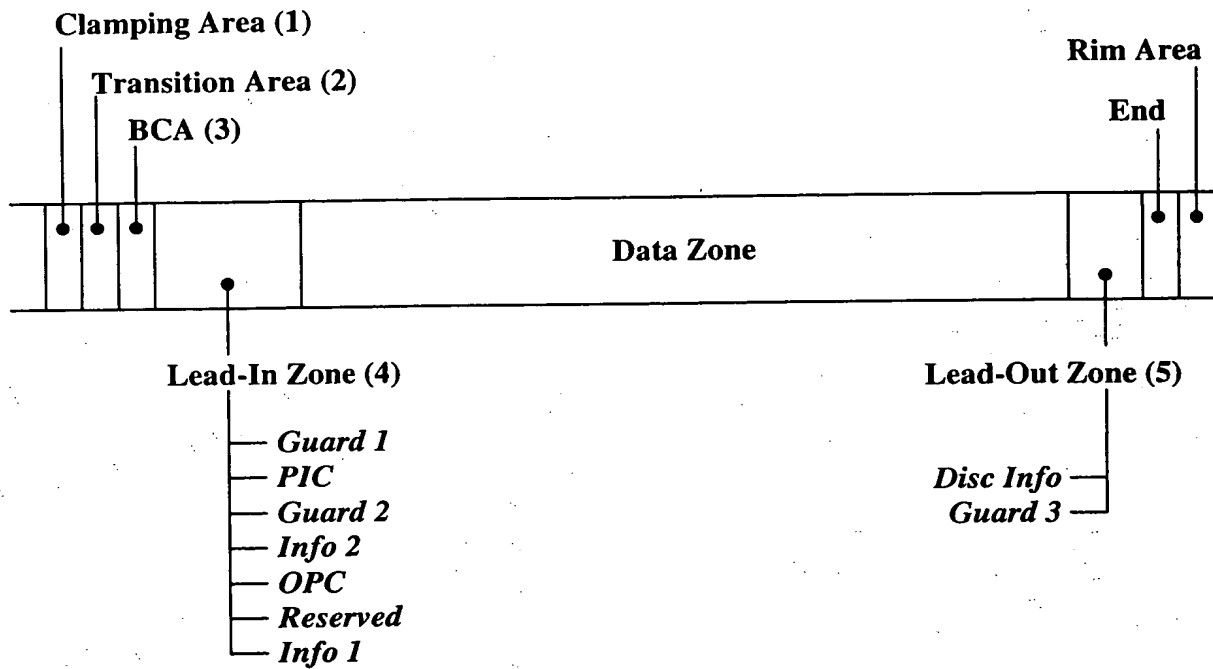 Clamping Area (1)
Transition Area (2)
BCA (3)
Rim Area
End
Data Zone
Lead-In Zone (4)
Guard 1
PIC
Guard 2
Info 2
OPC
Reserved
Info 1
Lead-Out Zone (5)
Disc Info
Guard 3